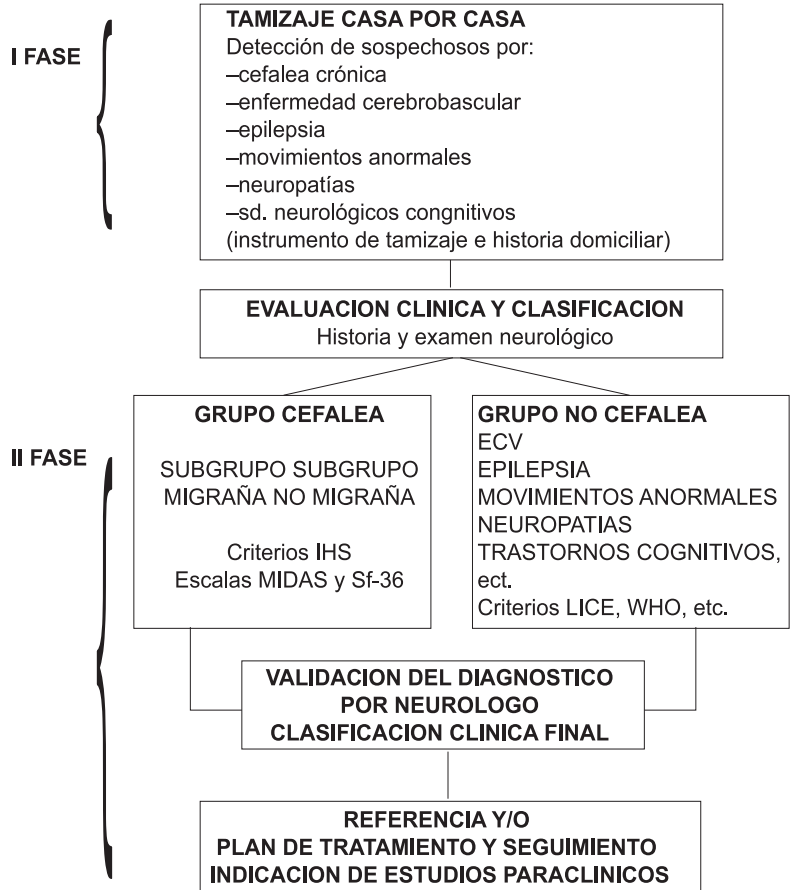 I FASE
TAMIZAJE CASA POR CASA
Detección de sospechosos por:
–cefalea crónica
–enfermedad cerebrobascular
–epilepsia
–movimientos anormales
–neuropatías
–sd. neurológicos congnitivos
(instrumento de tamizaje e historia domiciliar)
EVALUACION CLINICA Y CLASIFICACION
Historia y examen neurológico
II FASE
GRUPO CEFALEA
SUBGRUPO SUBGRUPO
MIGRAÑA NO MIGRAÑA
Criterios IHS
Escalas MIDAS y Sf-36
GRUPO NO CEFALEA
ECV
EPILEPSIA
MOVIMIENTOS ANORMALES
NEUROPATIAS
TRASTORNOS COGNITIVOS,
ect.
Criterios LICE, WHO, etc.
VALIDACION DEL DIAGNOSTICO
POR NEUROLOGO
CLASIFICACION CLINICA FINAL
REFERENCIA Y/O
PLAN DE TRATAMIENTO Y SEGUIMIENTO
INDICACION DE ESTUDIOS PARACLINICOS